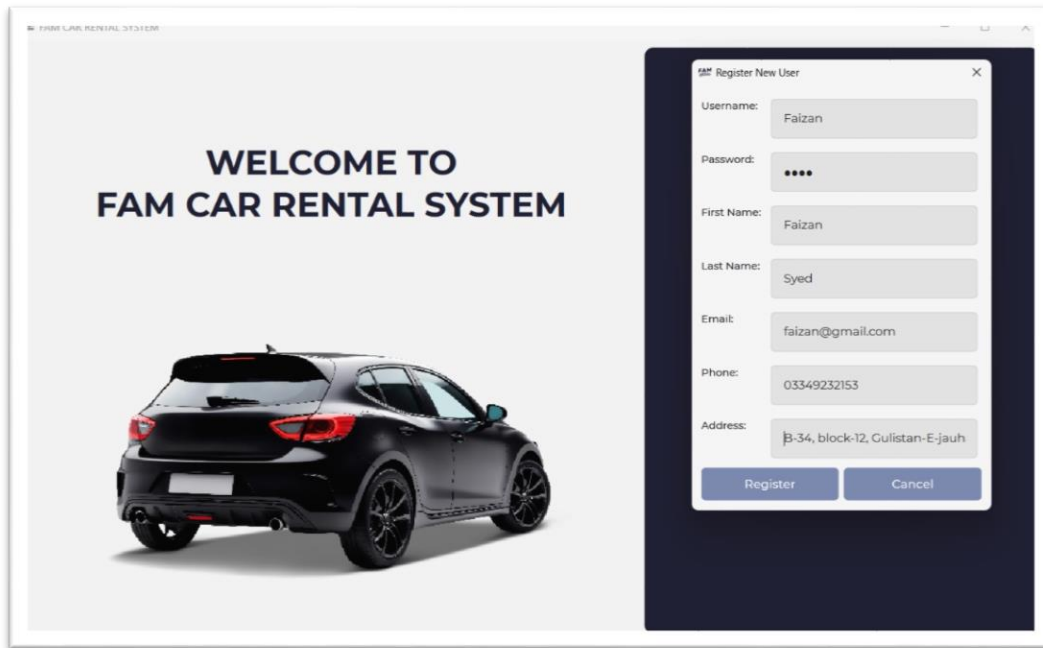 FAM CAR RENTAL SYSTEM
WELCOME TO
FAM CAR RENTAL SYSTEM
FAM Register New User
Username:
Faizan
Password:
••••
First Name:
Faizan
Last Name:
Syed
Email:
faizan@gmail.com
Phone:
03349232153
Address:
B-34, block-12, Gulistan-E-jauh
Register Cancel